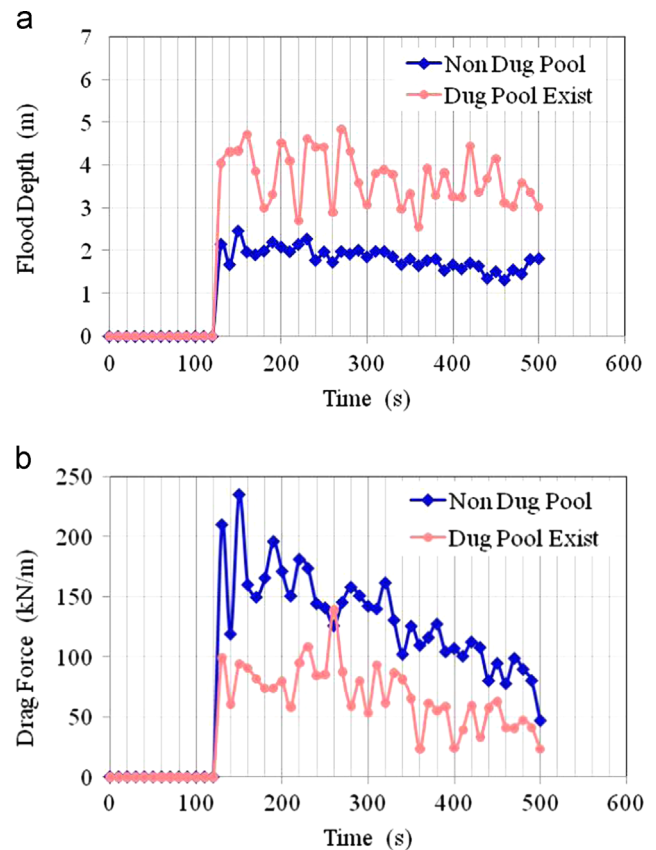 a
7
6
5
4
3
2
1
0
Flood Depth (m)
Non Dug Pool
Dug Pool Exist
0 100 200 300 400 500 600
Time (s)
b
250
200
150
100
50
0
Drag Force (kN/m)
Non Dug Pool
Dug Pool Exist
0 100 200 300 400 500 600
Time (s)